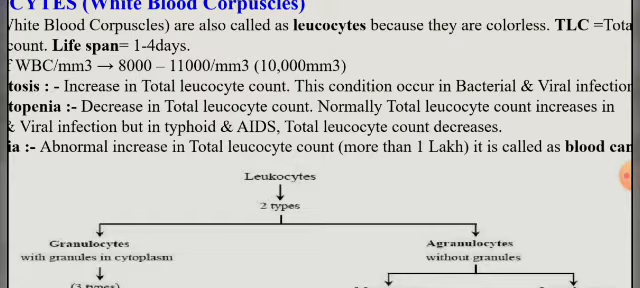 CYTES (White Blood Corpuscles)
White Blood Corpuscles) are also called as leucocytes because they are colorless. TLC =Tota
count. Life span= 1-4days.
f WBC/mm3 → 8000 – 11000/mm3 (10,000mm3)
tosis : - Increase in Total leucocyte count. This condition occur in Bacterial & Viral infection
topenia :- Decrease in Total leucocyte count. Normally Total leucocyte count increases in
& Viral infection but in typhoid & AIDS, Total leucocyte count decreases.
ia :- Abnormal increase in Total leucocyte count (more than 1 Lakh) it is called as blood can
Leukocytes
2 types
Granulocytes
Agranulocytes
with granules in cytoplasm
without granules
(3 types)